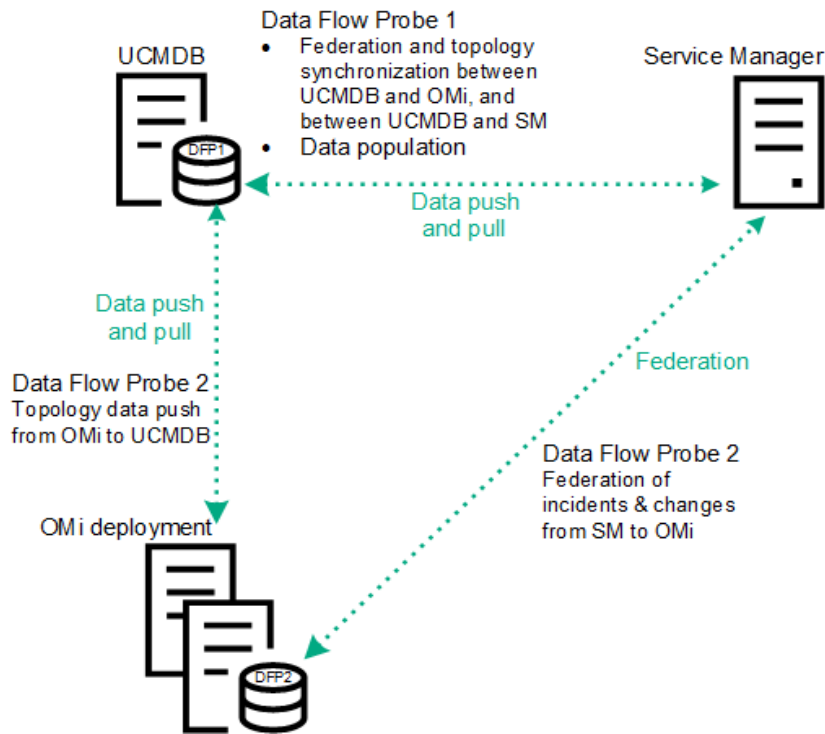 Data Flow Probe 1
UCMDB
• Federation and topology
synchronization between
UCMDB and OMi, and
between UCMDB and SM
• Data population
Service Manager
DFP1
Data push
and pull
Data push
and pull
Federation
Data Flow Probe 2
Topology data push
from OMi to UCMDB
Data Flow Probe 2
Federation of
incidents & changes
from SM to OMi
OMi deployment
DFP2